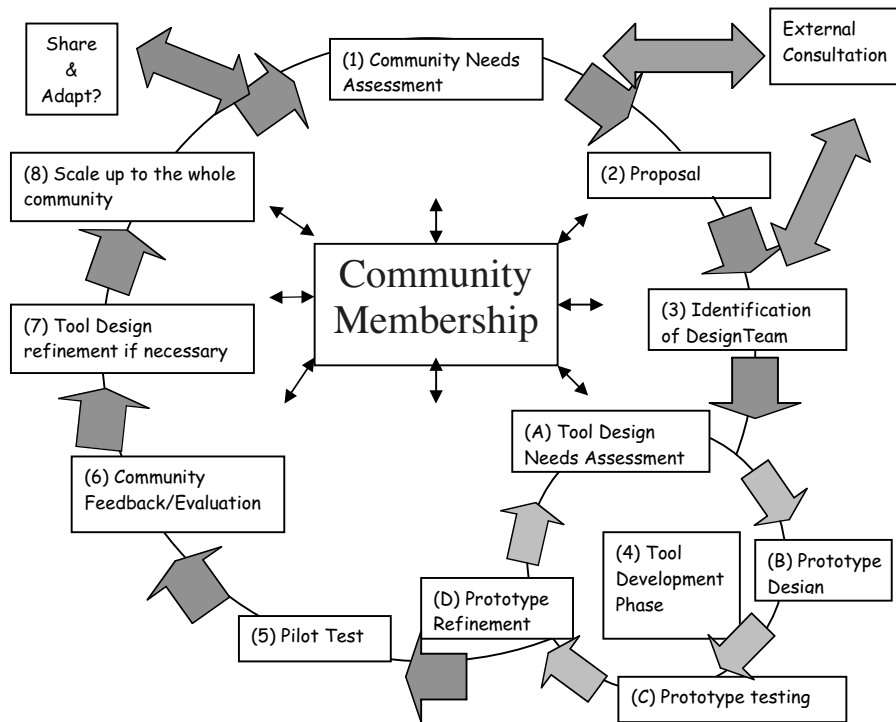 Share
&
Adapt?
(1) Community Needs
Assessment
External
Consultation
(2) Proposal
(8) Scale up to the whole
community
Community
Membership
(3) Identification
of DesignTeam
(7) Tool Design
refinement if necessary
(A) Tool Design
Needs Assessment
(6) Community
Feedback/Evaluation
(4) Tool
Development
Phase
(B) Prototype
Design
(D) Prototype
Refinement
(5) Pilot Test
(C) Prototype testing